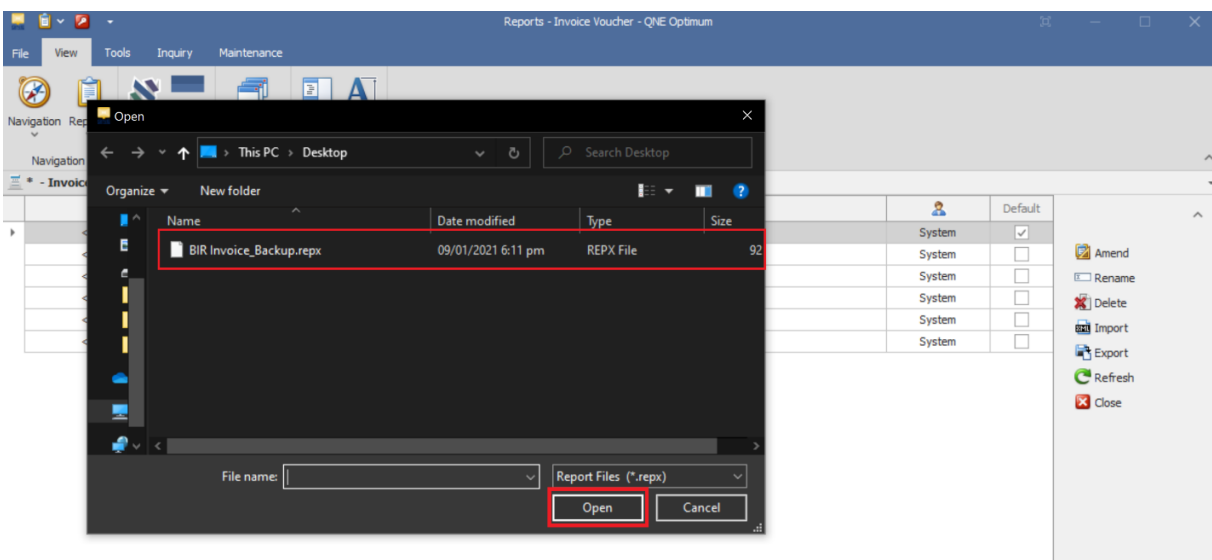 Reports - Invoice Voucher - QNE Optimum
File View Tools Inquiry Maintenance
Navigation Rep
Navigation
* - Invoic
Open
This PC > Desktop
Search Desktop
Organize New folder
Name Date modified Type Size
BIR Invoice_Backup.repx 09/01/2021 6:11 pm REPX File 92
File name: Report Files (*.repx)
Open Cancel
Default
System
System
System
System
System
System
Amend
Rename
Delete
Import
Export
Refresh
Close